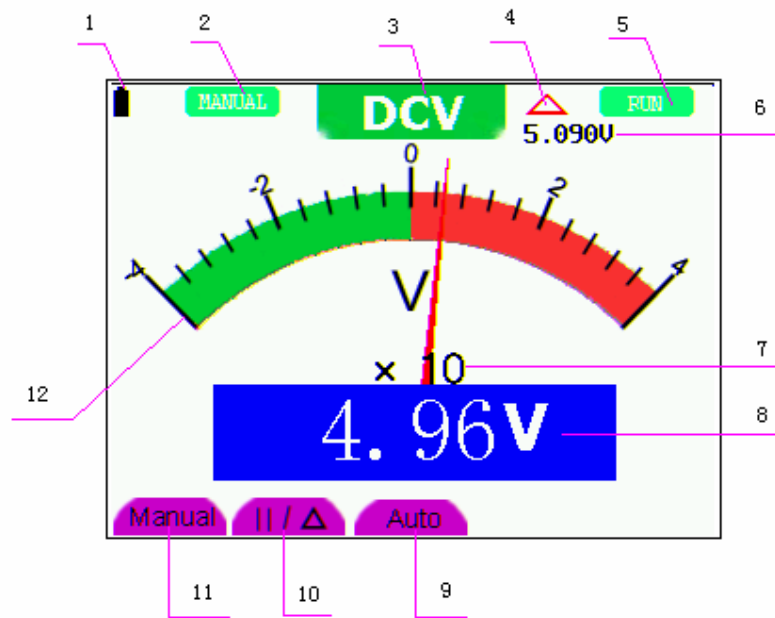 1 2 3 4 5
MANUAL DCV RUN
5.090V 6
0
-2 2
-4 4
V
× 10 7
12
4.96V 8
Manual || / Δ Auto
11 10 9